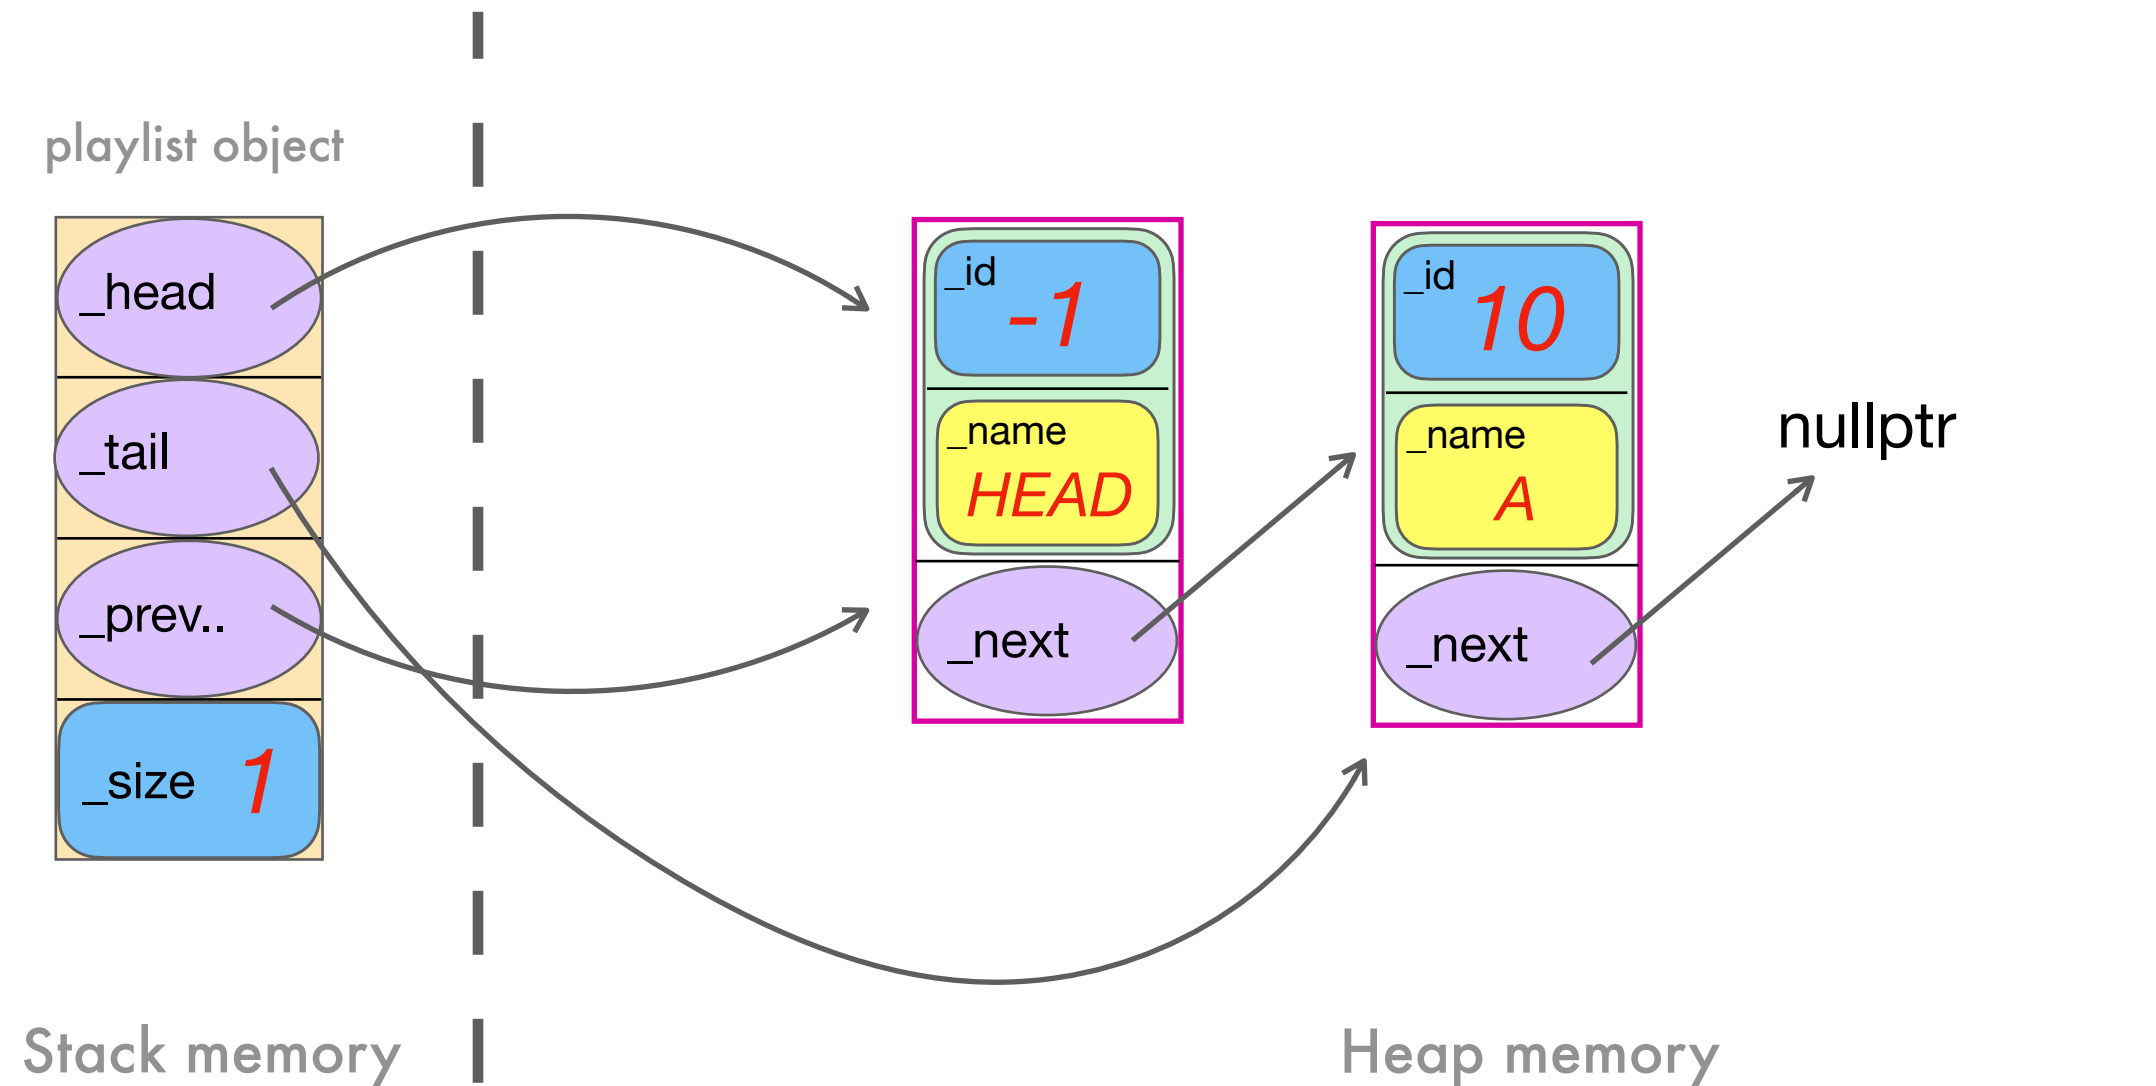 playlist object
_head
_tail
_prev..
_size 1
_id
-1
_name
HEAD
_next
_id
10
_name
A
_next
nullptr
Stack memory
Heap memory